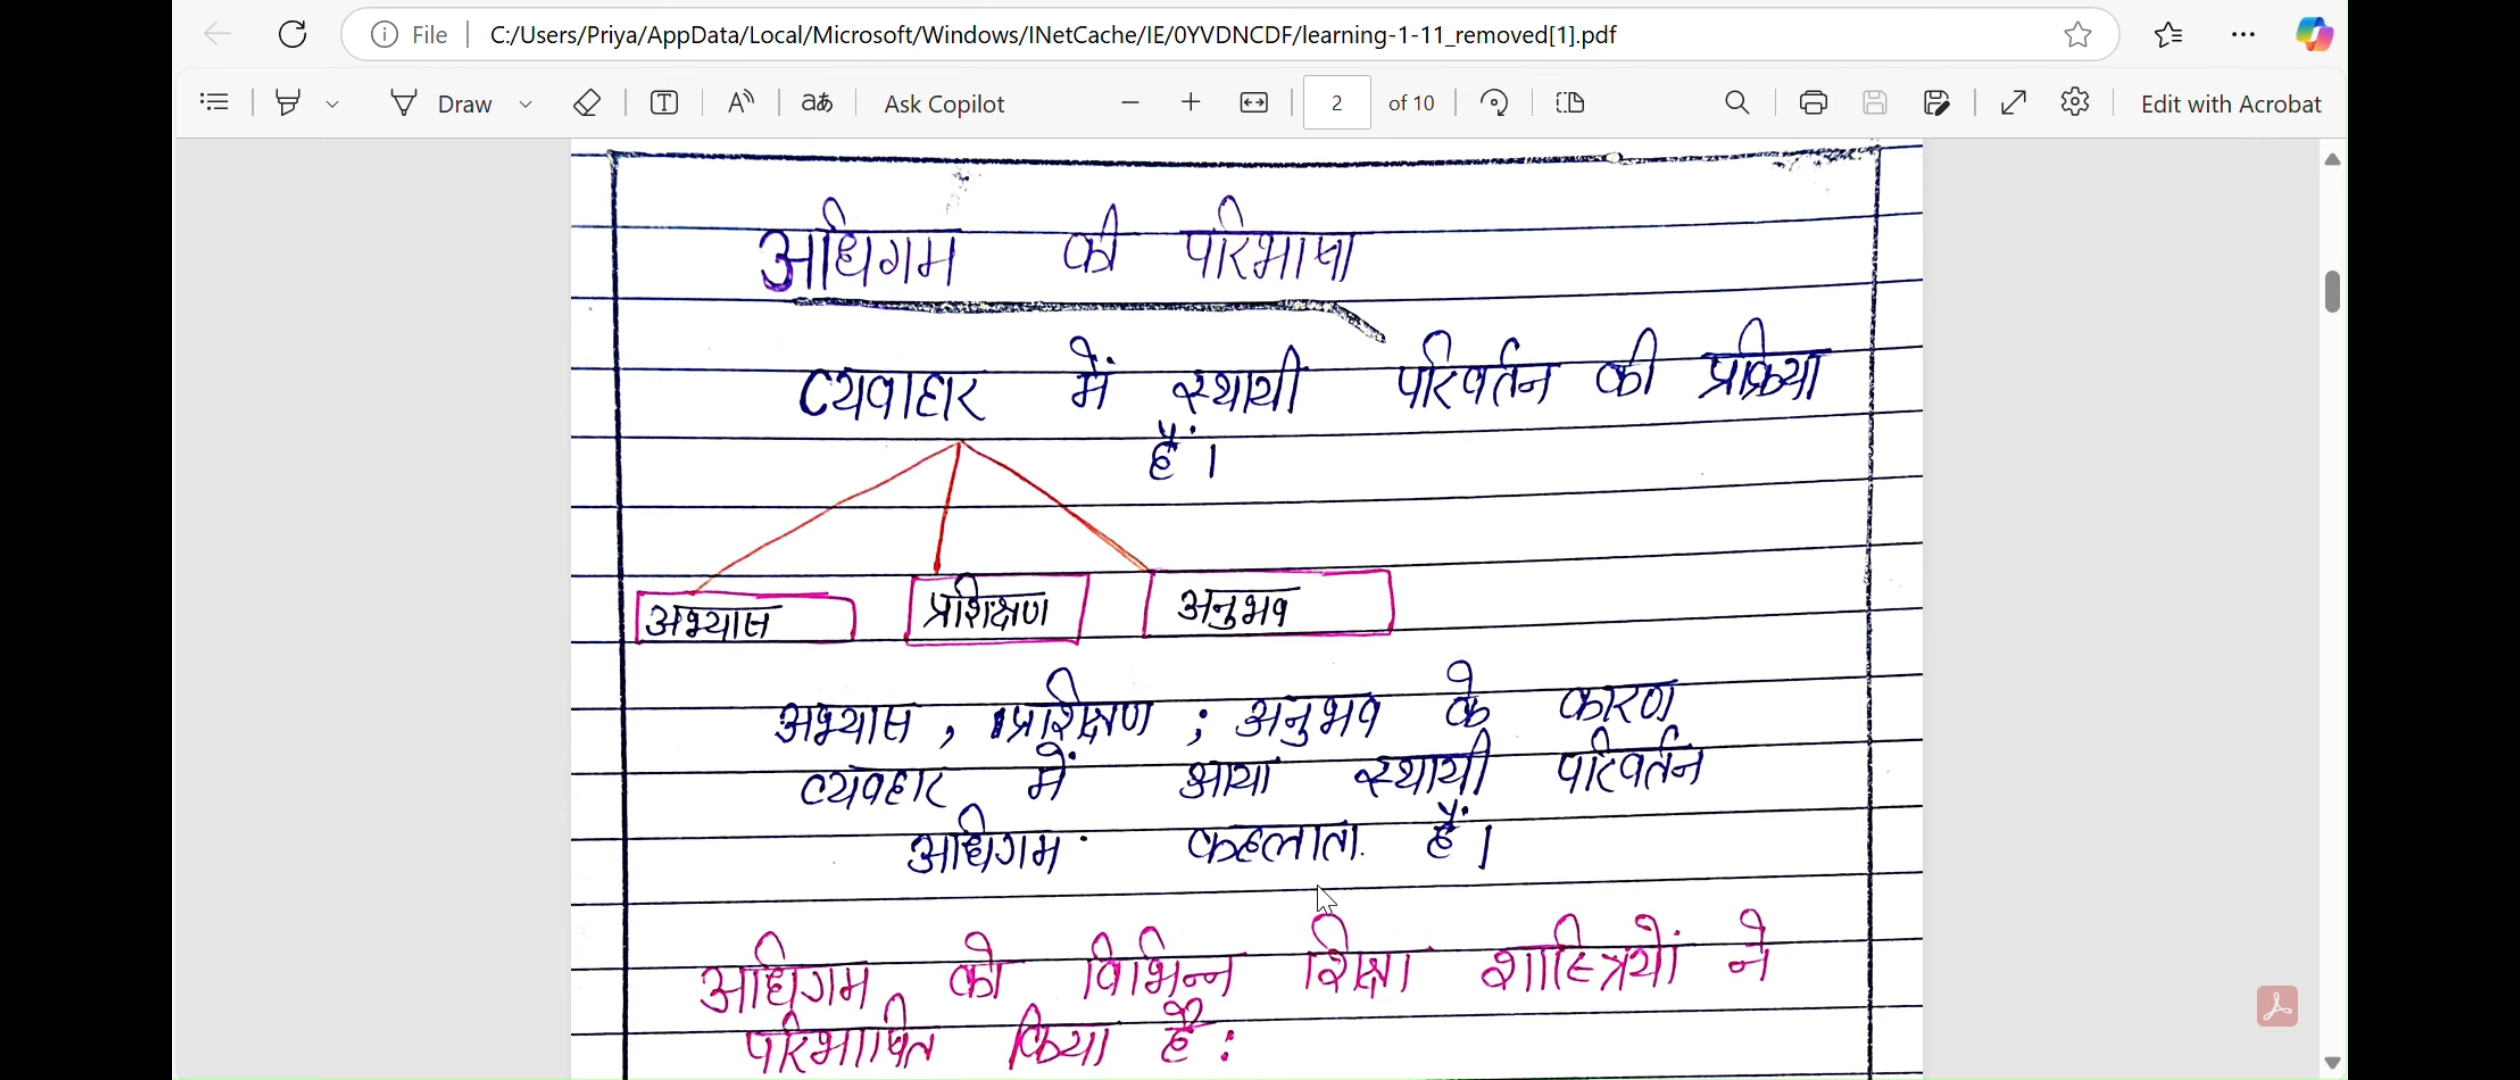 File C:/Users/Priya/AppData/Local/Microsoft/Windows/INetCache/IE/0YVDNCDF/learning-1-11_removed[1].pdf
Draw Ask Copilot 2 of 10 Edit with Acrobat
अधिगम की परिभाषा
व्यवाहार में स्थायी परिवर्तन की प्रक्रिया
हैं।
अभ्यास प्रशिक्षण अनुभव
अभ्यास , प्रशिक्षण ; अनुभव के कारण
व्यवहार में आया स्थायी परिवर्तन
अधिगम कहलाता हैं।
अधिगम को विभिन्न शिक्षा शास्त्रियों ने
परिभाषित किया है :